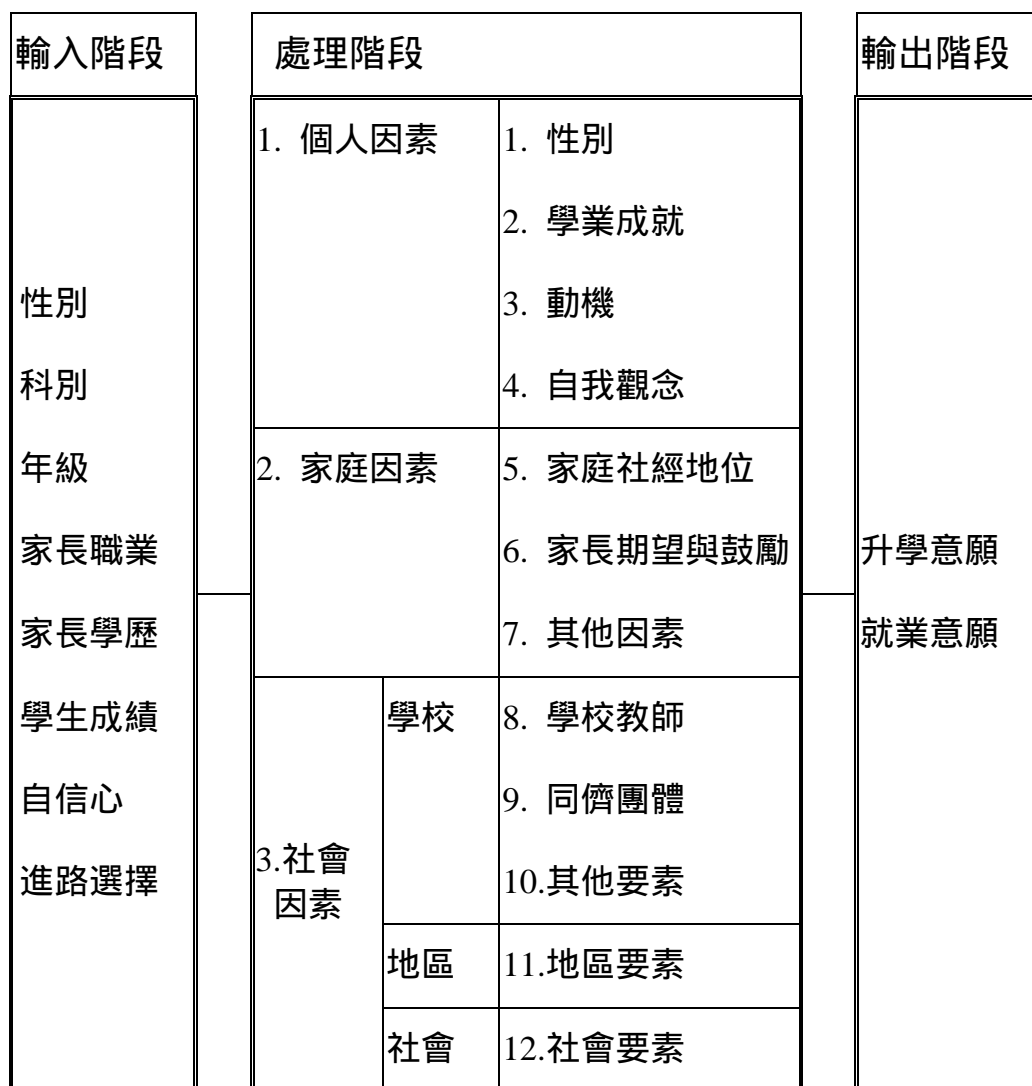 輸入階段
處理階段
輸出階段
性別
科別
年級
家長職業
家長學歷
學生成績
自信心
進路選擇
1. 個人因素
1. 性別
2. 學業成就
3. 動機
4. 自我觀念
2. 家庭因素
5. 家庭社經地位
6. 家長期望與鼓勵
7. 其他因素
3.社會
因素
學校
8. 學校教師
9. 同儕團體
10.其他要素
地區
11.地區要素
社會
12.社會要素
升學意願
就業意願